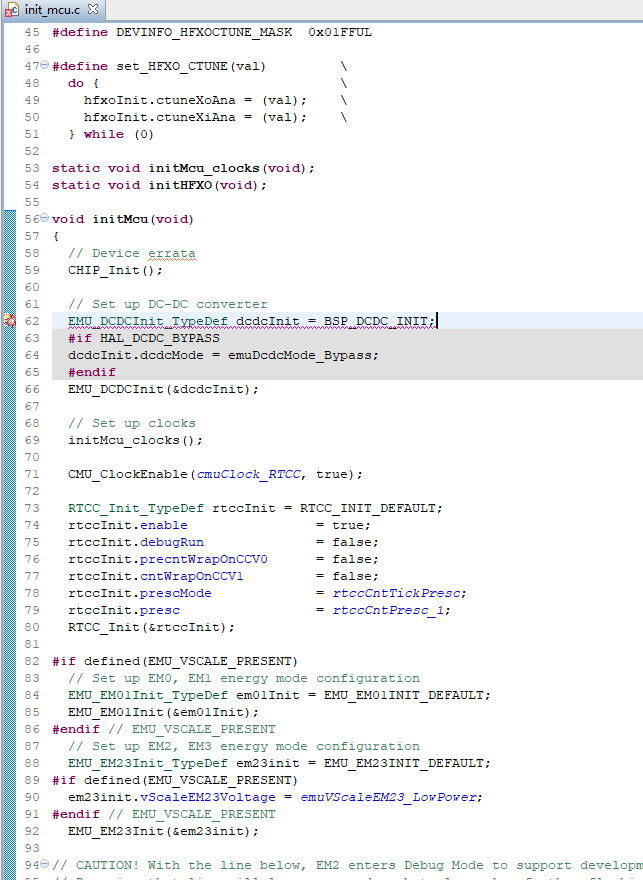 init_mcu.c
45 #define DEVINFO_HFXOCTUNE_MASK  0x01FFUL
46
47 #define set_HFXO_CTUNE(val)         \
48   do {                              \
49     hfxoInit.ctuneXoAna = (val);    \
50     hfxoInit.ctuneXiAna = (val);    \
51   } while (0)
52
53 static void initMcu_clocks(void);
54 static void initHFXO(void);
55
56 void initMcu(void)
57 {
58   // Device errata
59   CHIP_Init();
60
61   // Set up DC-DC converter
62   EMU_DCDCInit_TypeDef dcdcInit = BSP_DCDC_INIT;
63   #if HAL_DCDC_BYPASS
64   dcdcInit.dcdcMode = emuDcdcMode_Bypass;
65   #endif
66   EMU_DCDCInit(&dcdcInit);
67
68   // Set up clocks
69   initMcu_clocks();
70
71   CMU_ClockEnable(cmuClock_RTCC, true);
72
73   RTCC_Init_TypeDef rtccInit = RTCC_INIT_DEFAULT;
74   rtccInit.enable                = true;
75   rtccInit.debugRun              = false;
76   rtccInit.precntWrapOnCCV0      = false;
77   rtccInit.cntWrapOnCCV1         = false;
78   rtccInit.prescMode             = rtccCntTickPresc;
79   rtccInit.presc                 = rtccCntPresc_1;
80   RTCC_Init(&rtccInit);
81
82 #if defined(EMU_VSCALE_PRESENT)
83   // Set up EM0, EM1 energy mode configuration
84   EMU_EM01Init_TypeDef em01Init = EMU_EM01INIT_DEFAULT;
85   EMU_EM01Init(&em01Init);
86 #endif // EMU_VSCALE_PRESENT
87   // Set up EM2, EM3 energy mode configuration
88   EMU_EM23Init_TypeDef em23init = EMU_EM23INIT_DEFAULT;
89 #if defined(EMU_VSCALE_PRESENT)
90   em23init.vScaleEM23Voltage = emuVScaleEM23_LowPower;
91 #endif // EMU_VSCALE_PRESENT
92   EMU_EM23Init(&em23init);
93
94 // CAUTION! With the line below, EM2 enters Debug Mode to support developm